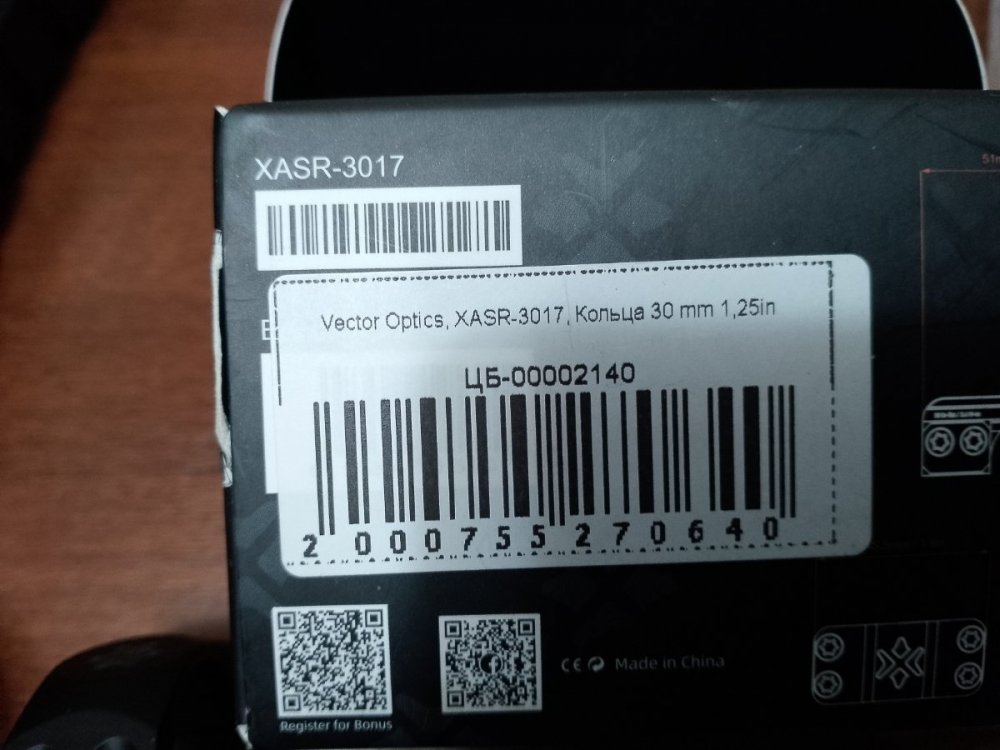 XASR-3017
Vector Optics, XASR-3017, Кольца 30 mm 1,25in
ЦБ-00002140
2 000755 270640
Register for Bonus
CE Made in China